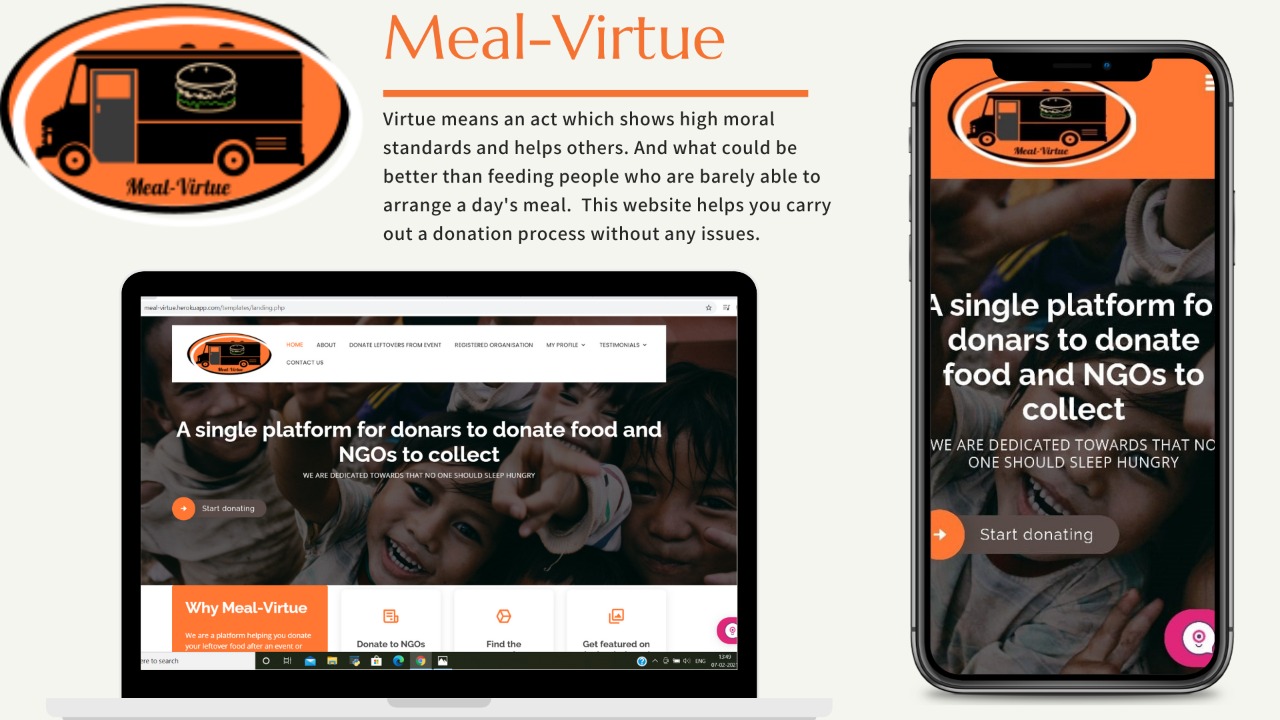 Meal-Virtue
Meal-Virtue
Virtue means an act which shows high moral
standards and helps others. And what could be
better than feeding people who are barely able to
arrange a day's meal.  This website helps you carry
out a donation process without any issues.
meal-virtue.herokuapp.com/templates/landing.php
Meal-Virtue
HOME ABOUT DONATE LEFTOVERS FROM EVENT REGISTERED ORGANISATION MY PROFILE TESTIMONIALS
CONTACT US
A single platform for donars to donate food and
NGOs to collect
WE ARE DEDICATED TOWARDS THAT NO ONE SHOULD SLEEP HUNGRY
Start donating
Why Meal-Virtue
We are a platform helping you donate
your leftover food after an event or
Donate to NGOs
Find the
Get featured on
ere to search
ENG
13:49
07-02-202
Meal-Virtue
A single platform fo
donars to donate
food and NGOs to
collect
WE ARE DEDICATED TOWARDS THAT NO
ONE SHOULD SLEEP HUNGRY
Start donating